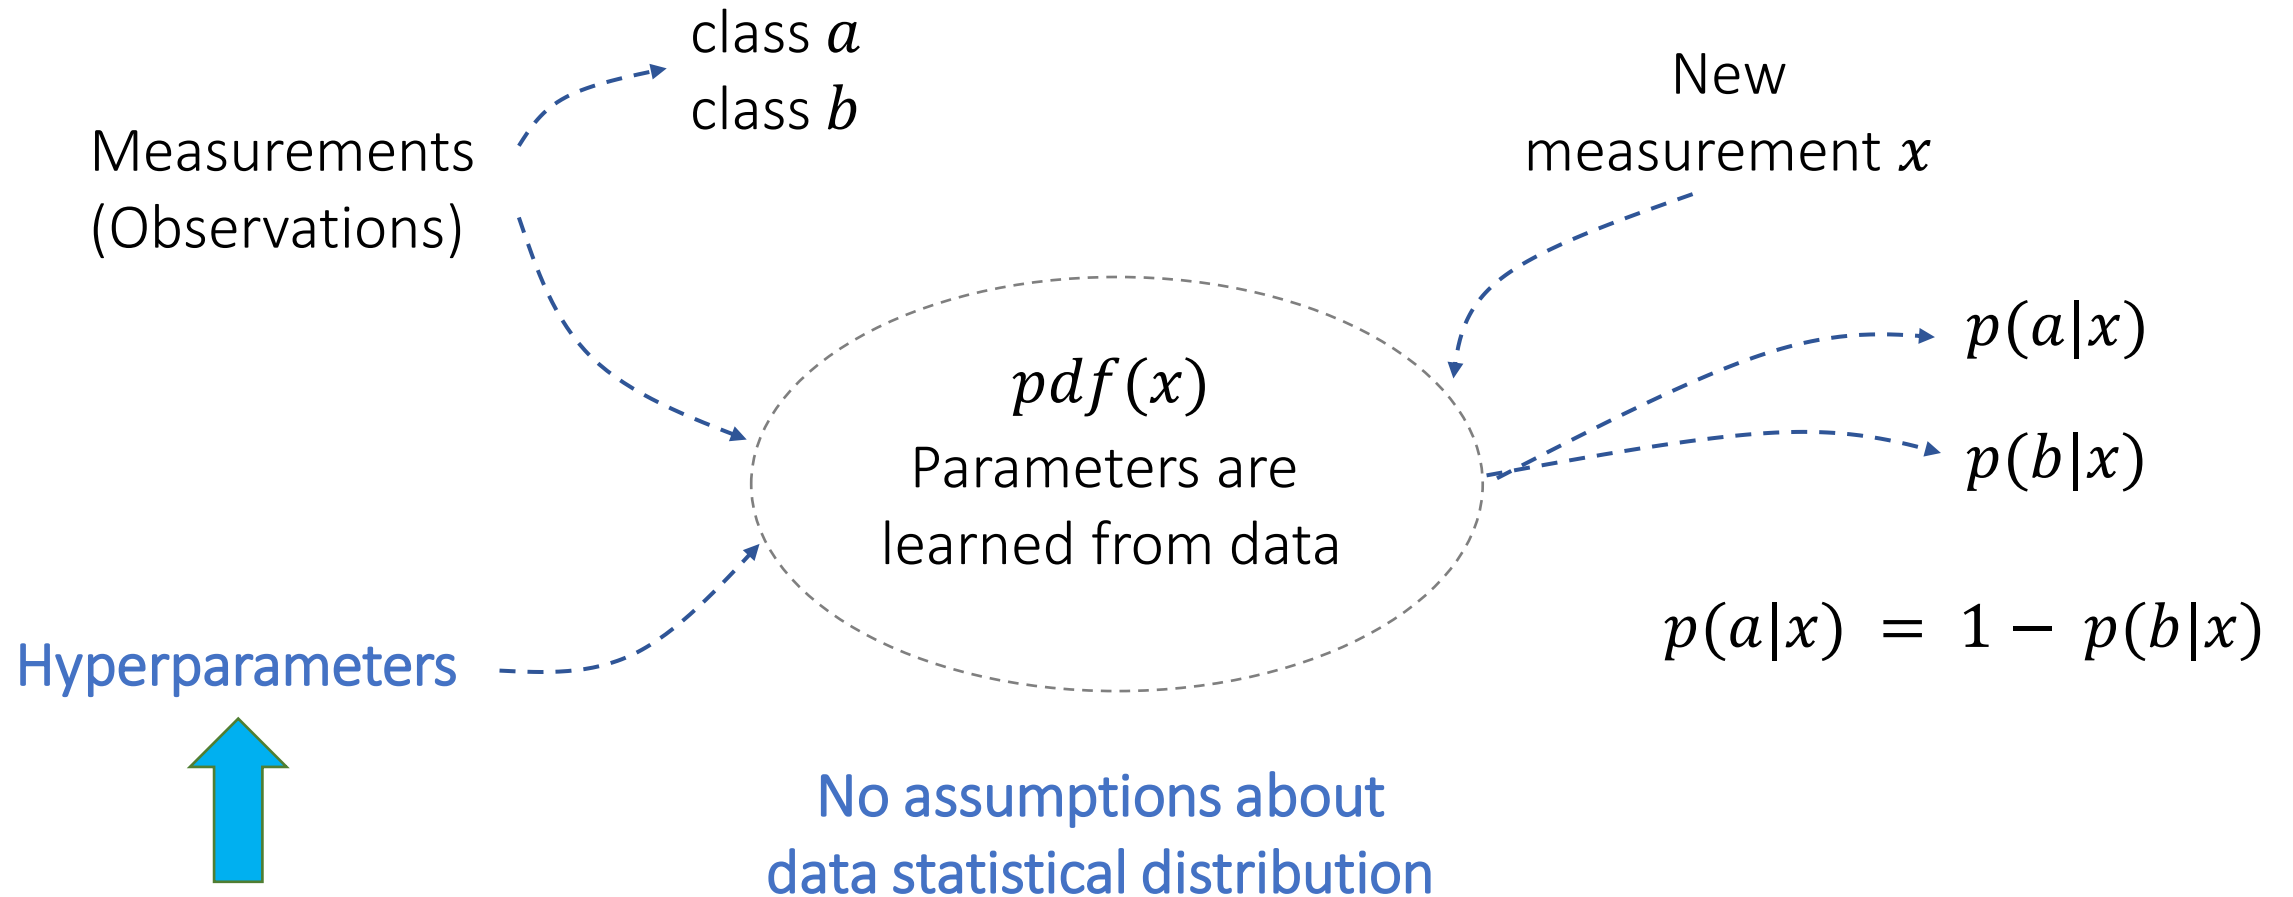 class a
class b
Measurements
(Observations)
New
measurement x
pdf(x)
Parameters are
learned from data
p(a|x)
p(b|x)
p(a|x) = 1 − p(b|x)
Hyperparameters
No assumptions about
data statistical distribution